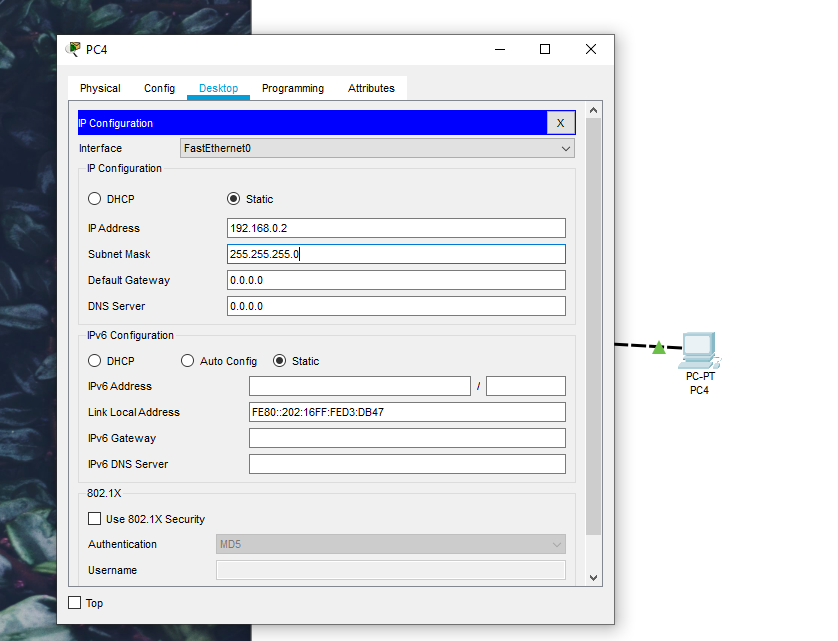 PC4
Physical Config Desktop Programming Attributes
IP Configuration X
Interface FastEthernet0
IP Configuration
DHCP Static
IP Address 192.168.0.2
Subnet Mask 255.255.255.0
Default Gateway 0.0.0.0
DNS Server 0.0.0.0
IPv6 Configuration
DHCP Auto Config Static
IPv6 Address /
Link Local Address FE80::202:16FF:FED3:DB47
IPv6 Gateway
IPv6 DNS Server
802.1X
Use 802.1X Security
Authentication MD5
Username
Top
PC-PT
PC4